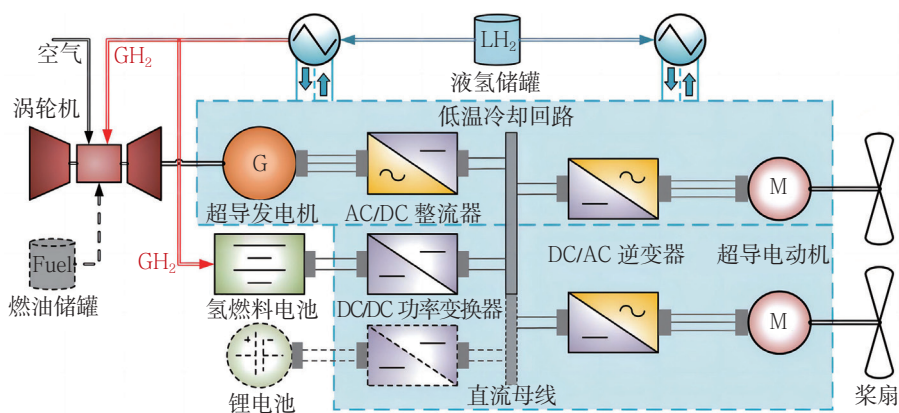 空气
GH₂
LH₂
液氢储罐
涡轮机
低温冷却回路
G
M
超导发电机
AC/DC 整流器
DC/AC 逆变器
超导电动机
Fuel
GH₂
燃油储罐
氢燃料电池
DC/DC 功率变换器
M
锂电池
直流母线
桨扇